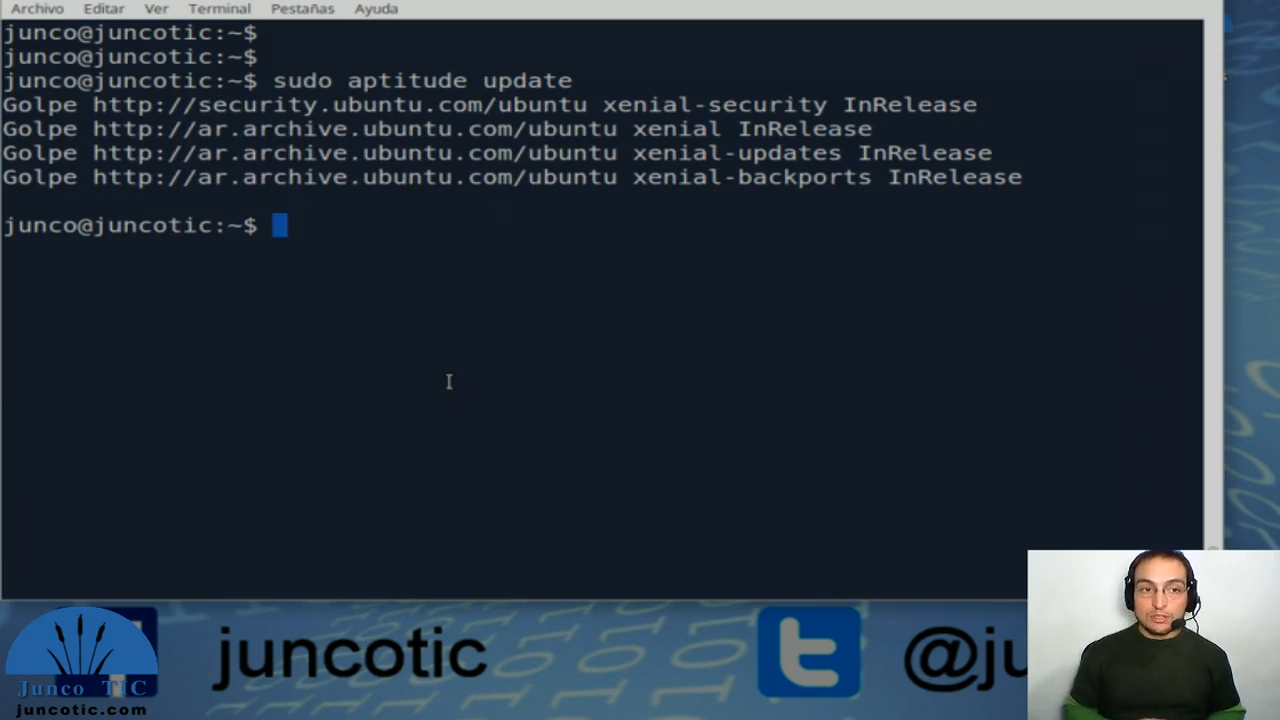 Archivo Editar Ver Terminal Pestañas Ayuda
junco@juncotic:~$
junco@juncotic:~$
junco@juncotic:~$ sudo aptitude update
Golpe http://security.ubuntu.com/ubuntu xenial-security InRelease
Golpe http://ar.archive.ubuntu.com/ubuntu xenial InRelease
Golpe http://ar.archive.ubuntu.com/ubuntu xenial-updates InRelease
Golpe http://ar.archive.ubuntu.com/ubuntu xenial-backports InRelease
junco@juncotic:~$
juncotic
@ju
Junco TIC
juncotic.com